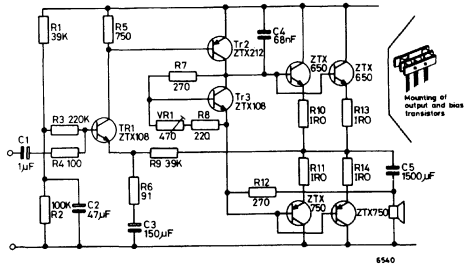 R1
39K
R5
750
Tr2
ZTX212
C4
68nF
ZTX
650
ZTX
650
R7
270
Tr3
ZTX108
Mounting of
output and bias
transistors
R10
1R0
R13
1R0
VR1
470
R8
220
R3 220K
TR1
ZTX108
C1
1µF
R4 100
R9 39K
R11
1R0
R14
1R0
C5
1500µF
R6
91
R12
270
100K
R2
C2
47µF
ZTX
750
ZTX750
C3
150µF
6540